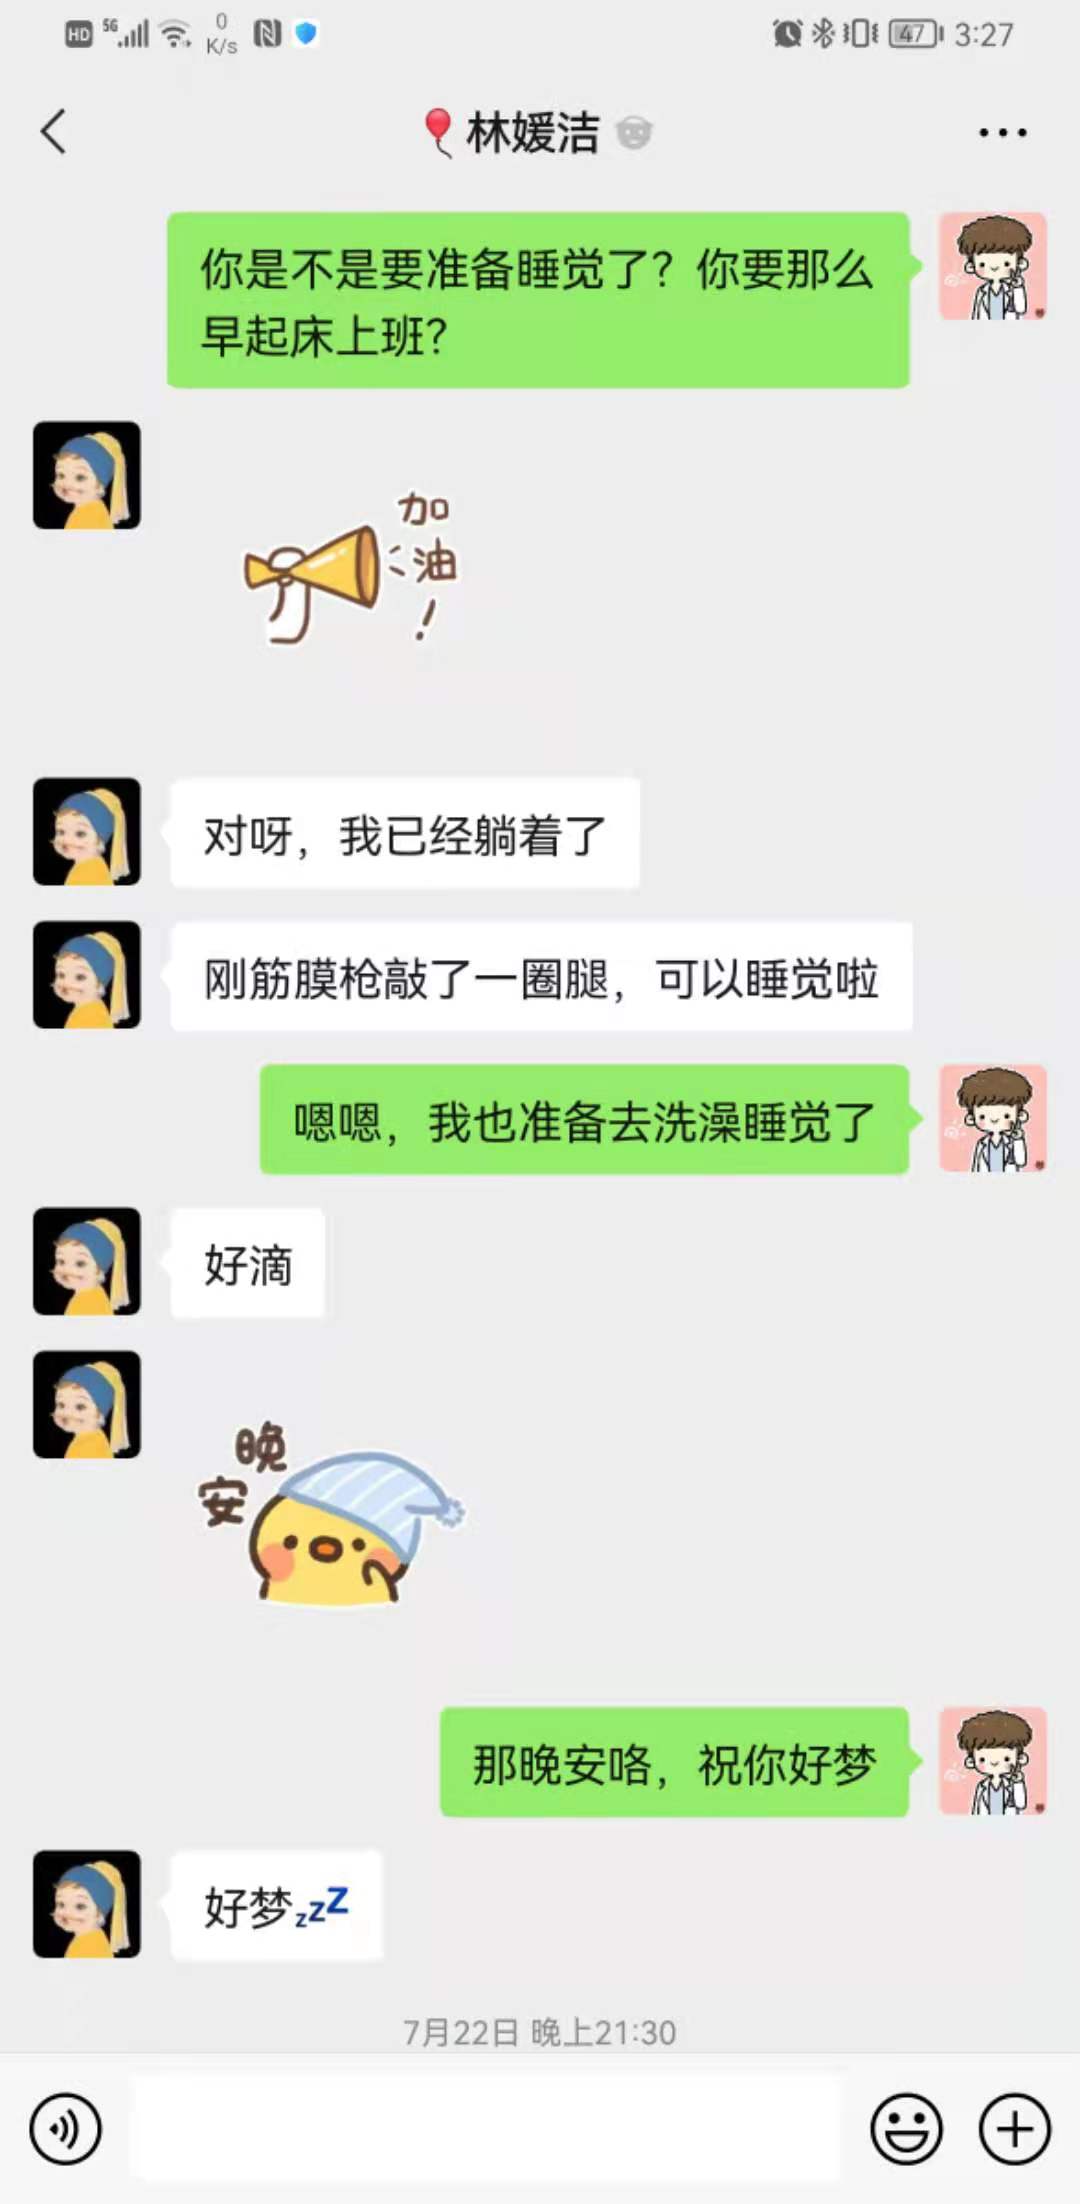 HD 5G 0 K/s 47 3:27
林媛洁
你是不是要准备睡觉了？你要那么
早起床上班？
加
油
！
对呀，我已经躺着了
刚筋膜枪敲了一圈腿，可以睡觉啦
嗯嗯，我也准备去洗澡睡觉了
好滴
晚
安
那晚安咯，祝你好梦
好梦zzZ
7月22日 晚上21:30